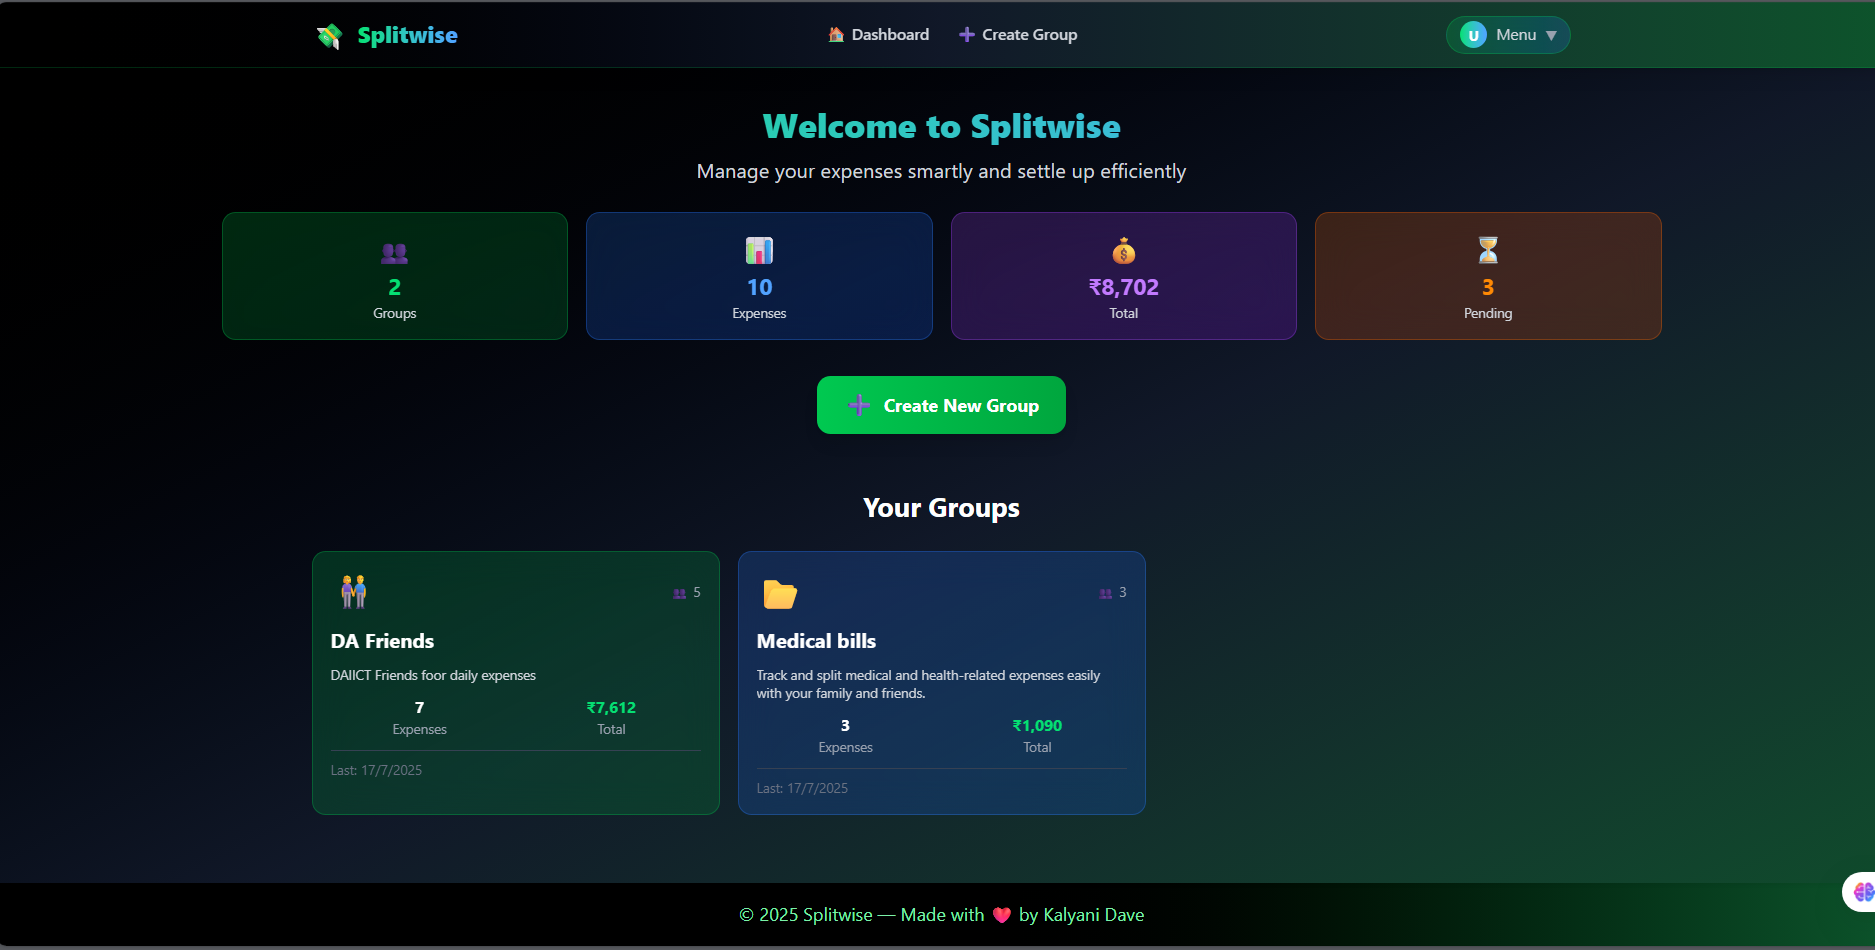 Splitwise
Dashboard
Create Group
U Menu ▼
Welcome to Splitwise
Manage your expenses smartly and settle up efficiently
2
Groups
10
Expenses
₹8,702
Total
3
Pending
Create New Group
Your Groups
5
DA Friends
DAIICT Friends foor daily expenses
7
Expenses
₹7,612
Total
Last: 17/7/2025
3
Medical bills
Track and split medical and health-related expenses easily
with your family and friends.
3
Expenses
₹1,090
Total
Last: 17/7/2025
© 2025 Splitwise — Made with ❤️ by Kalyani Dave